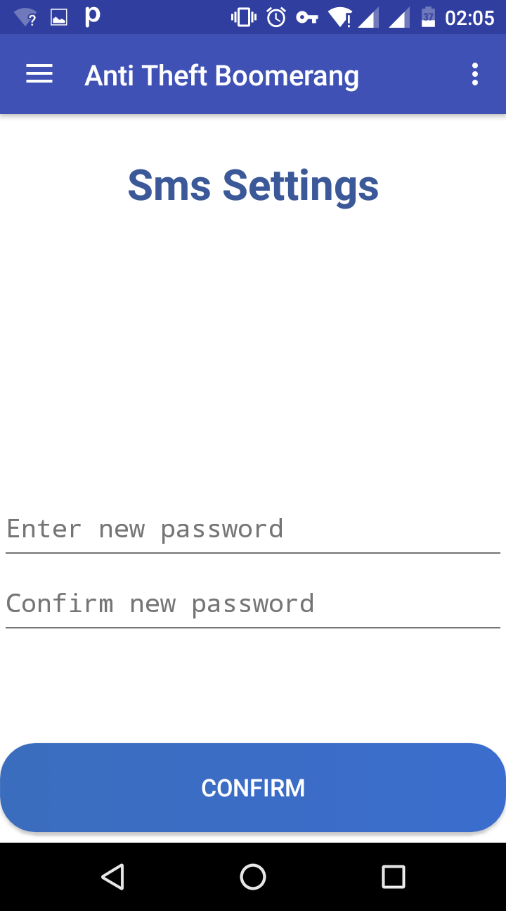 02:05
Anti Theft Boomerang
Sms Settings
Enter new password
Confirm new password
CONFIRM